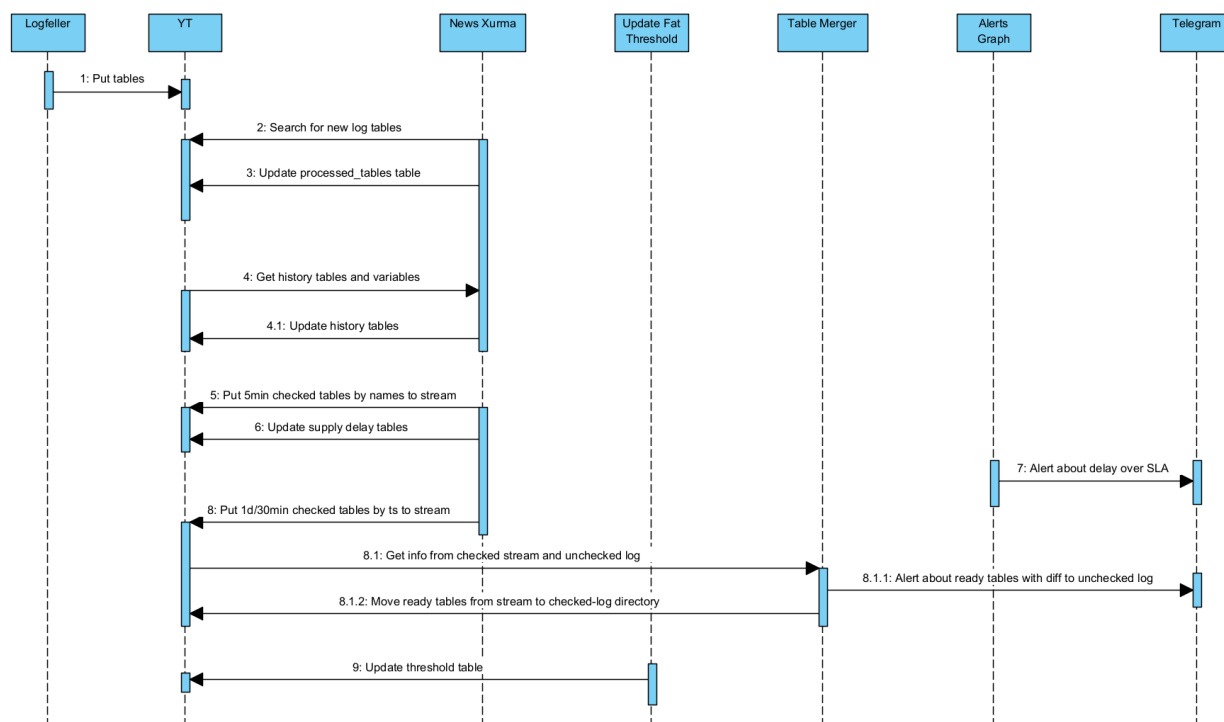 Logfeller
YT
News Xurma
Update Fat
Threshold
Table Merger
Alerts
Graph
Telegram
1: Put tables
2: Search for new log tables
3: Update processed_tables table
4: Get history tables and variables
4.1: Update history tables
5: Put 5min checked tables by names to stream
6: Update supply delay tables
7: Alert about delay over SLA
8: Put 1d/30min checked tables by ts to stream
8.1: Get info from checked stream and unchecked log
8.1.1: Alert about ready tables with diff to unchecked log
8.1.2: Move ready tables from stream to checked-log directory
9: Update threshold table